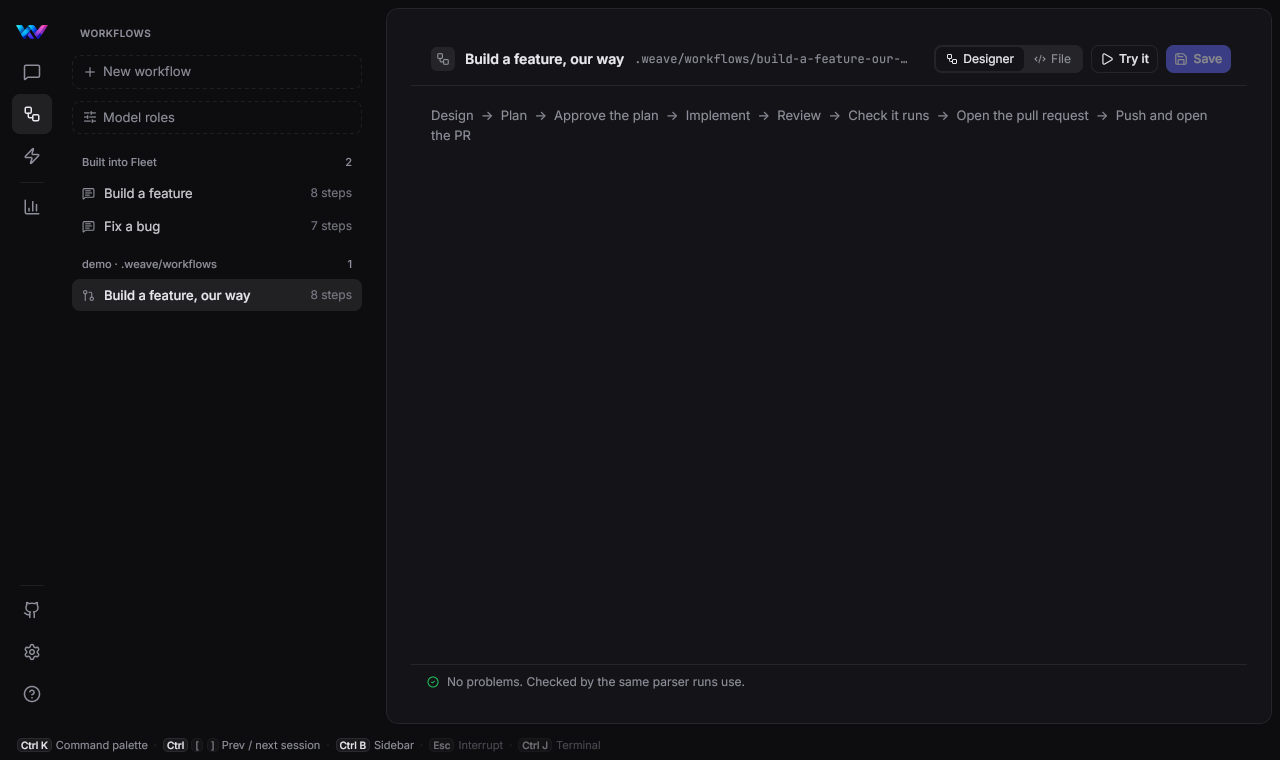 WORKFLOWS
New workflow
Model roles
Built into Fleet 2
Build a feature 8 steps
Fix a bug 7 steps
demo · .weave/workflows 1
Build a feature, our way 8 steps
Build a feature, our way .weave/workflows/build-a-feature-our-… Designer File Try it Save
Design → Plan → Approve the plan → Implement → Review → Check it runs → Open the pull request → Push and open
the PR
No problems. Checked by the same parser runs use.
Ctrl K Command palette · Ctrl [ ] Prev / next session · Ctrl B Sidebar · Esc Interrupt · Ctrl J Terminal